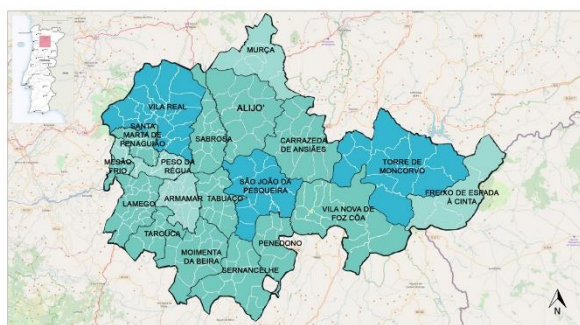 MURÇA
VILA REAL
ALIJO'
SANTA
MARTA DE
PENAGUIÃO
SABROSA
CARRAZEDA
DE ANSIÃES
MESÃO
FRIO
PESO DA
RÉGUA
TORRE DE
MONCORVO
SÃO JOÃO DA
PESQUEIRA
FREIXO DE ESPADA
À CINTA
LAMEGO
ARMAMAR
TABUAÇO
VILA NOVA DE
FOZ CÔA
TAROUCA
PENEDONO
MOIMENTA
DA BEIRA
SERNANCELHE
N